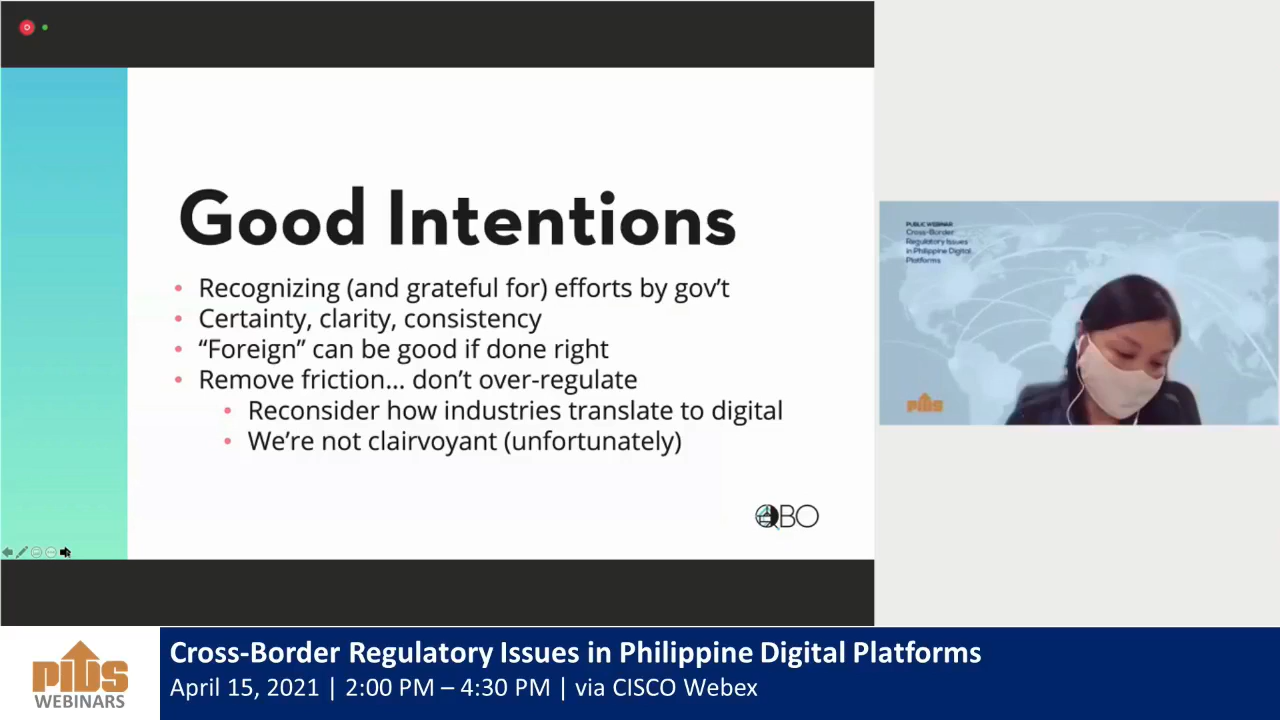 Good Intentions
• Recognizing (and grateful for) efforts by gov’t
• Certainty, clarity, consistency
• “Foreign” can be good if done right
• Remove friction... don’t over-regulate
• Reconsider how industries translate to digital
• We’re not clairvoyant (unfortunately)
QBO
PUBLIC WEBINAR
Cross-Border
Regulatory Issues
in Philippine Digital
Platforms
PIDS
PIDS
WEBINARS
Cross-Border Regulatory Issues in Philippine Digital Platforms
April 15, 2021 | 2:00 PM – 4:30 PM | via CISCO Webex